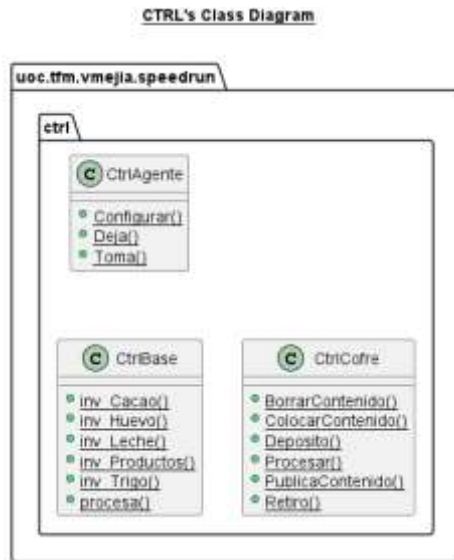 CTRL's Class Diagram
uoc.tfm.vmejia.speedrun
ctrl
C CtrlAgente
Configurar()
Deja()
Toma()
C CtrlBase
inv_Cacao()
inv_Huevo()
inv_Leche()
inv_Productos()
inv_Trigo()
procesa()
C CtrlCofre
BorrarContenido()
ColocarContenido()
Deposito()
Procesar()
PublicaContenido()
Retiro()